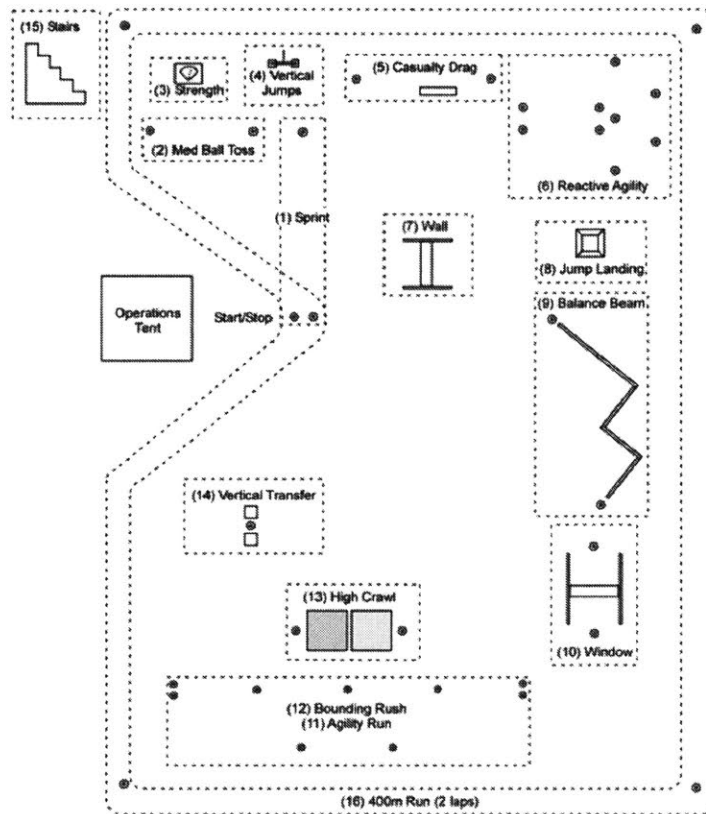 (15) Stairs
(3) Strength
(4) Vertical
Jumps
(5) Casualty Drag
(2) Med Ball Toss
(6) Reactive Agility
(1) Sprint
(7) Wall
(8) Jump Landing
(9) Balance Beam
Operations
Tent
Start/Stop
(14) Vertical Transfer
(13) High Crawl
(10) Window
(12) Bounding Rush
(11) Agility Run
(16) 400m Run (2 laps)